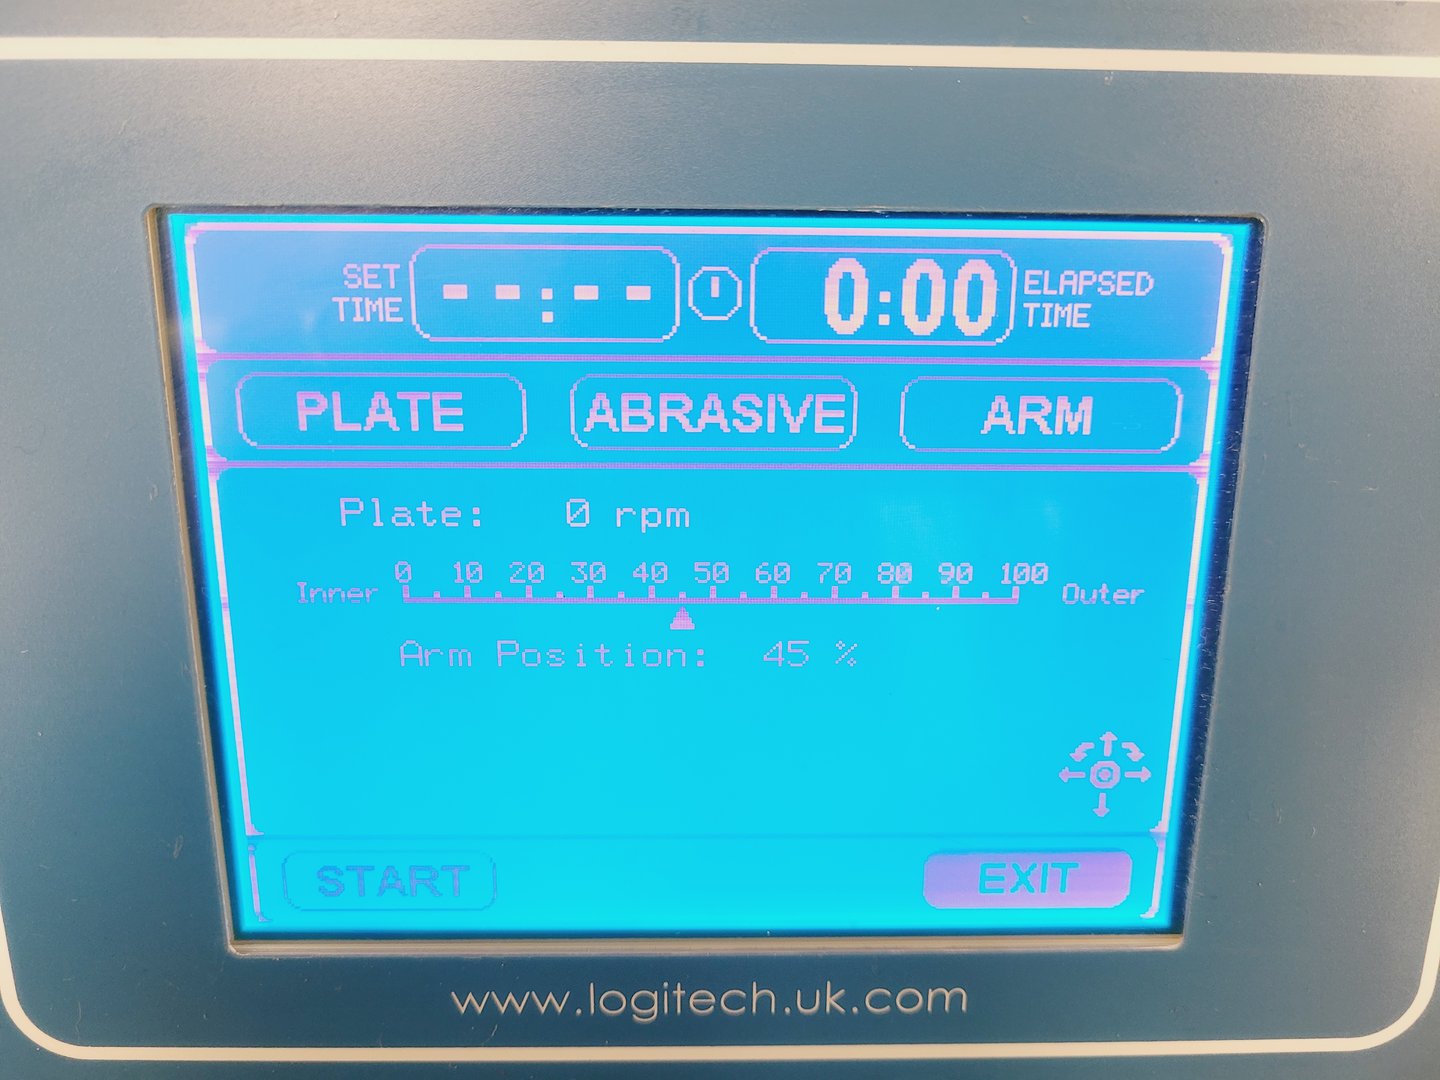 SET TIME --:-- 0:00 ELAPSED TIME
PLATE ABRASIVE ARM
Plate: 0 rpm
0 10 20 30 40 50 60 70 80 90 100
Inner Outer
Arm Position: 45 %
START EXIT
www.logitech.uk.com